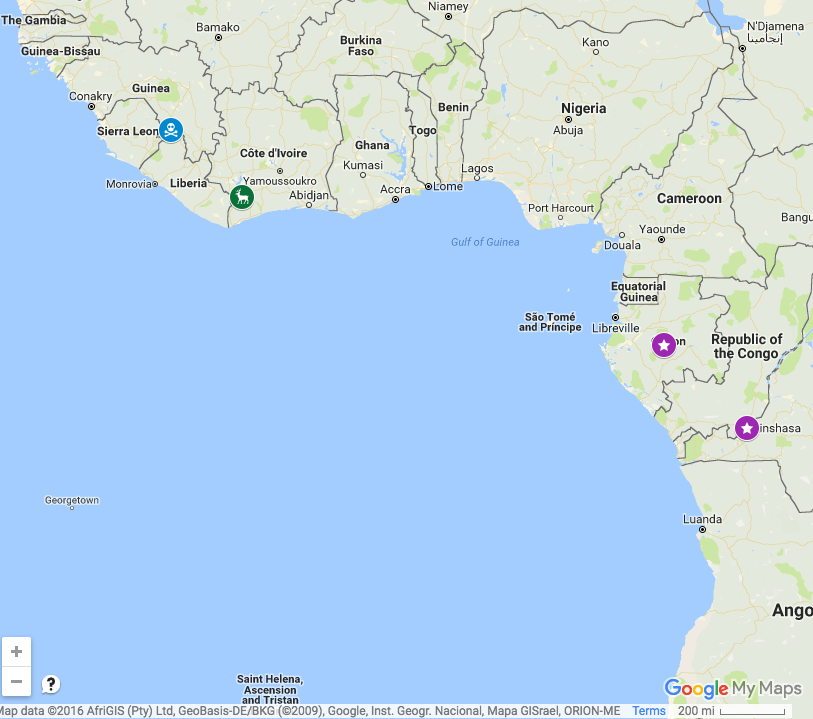 The Gambia
Bamako
Niamey
N'Djamena
إنجامينا
Guinea-Bissau
Burkina
Faso
Kano
Guinea
Conakry
Benin
Nigeria
Sierra Leon
Togo
Abuja
Ghana
Côte d'Ivoire
Kumasi
Lagos
Monrovia
Liberia
Yamoussoukro
Abidjan
Accra
Lome
Port Harcourt
Cameroon
Bangu
Yaounde
Douala
Gulf of Guinea
Equatorial
Guinea
São Tomé
and Príncipe
Libreville
on
Republic of
the Congo
inshasa
Georgetown
Luanda
Ango
Saint Helena,
Ascension
and Tristan
+
−
?
Google My Maps
Map data ©2016 AfriGIS (Pty) Ltd, GeoBasis-DE/BKG (©2009), Google, Inst. Geogr. Nacional, Mapa GISrael, ORION-ME Terms 200 mi